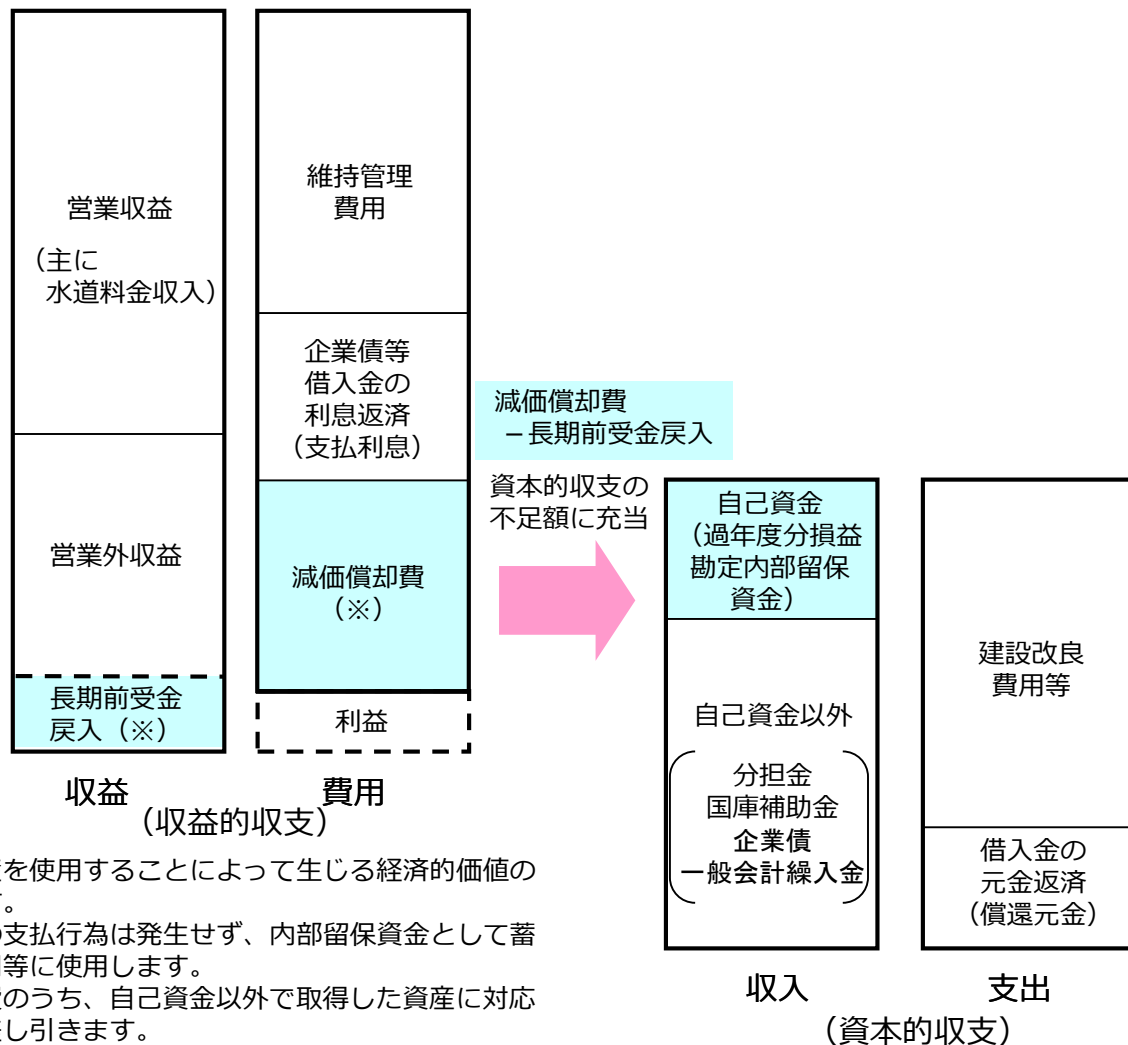 営業収益
（主に
水道料金収入）
営業外収益
長期前受金
戻入（※）
収益
維持管理
費用
企業債等
借入金の
利息返済
（支払利息）
減価償却費
（※）
利益
費用
（収益的収支）
減価償却費
－長期前受金戻入
資本的収支の
不足額に充当
自己資金
（過年度分損益
勘定内部留保
資金）
自己資金以外
分担金
国庫補助金
企業債
一般会計繰入金
収入
建設改良
費用等
借入金の
元金返済
（償還元金）
支出
（資本的収支）
を使用することによって生じる経済的価値の
。
支払行為は発生せず、内部留保資金として蓄
等に使用します。
のうち、自己資金以外で取得した資産に対応
し引きます。